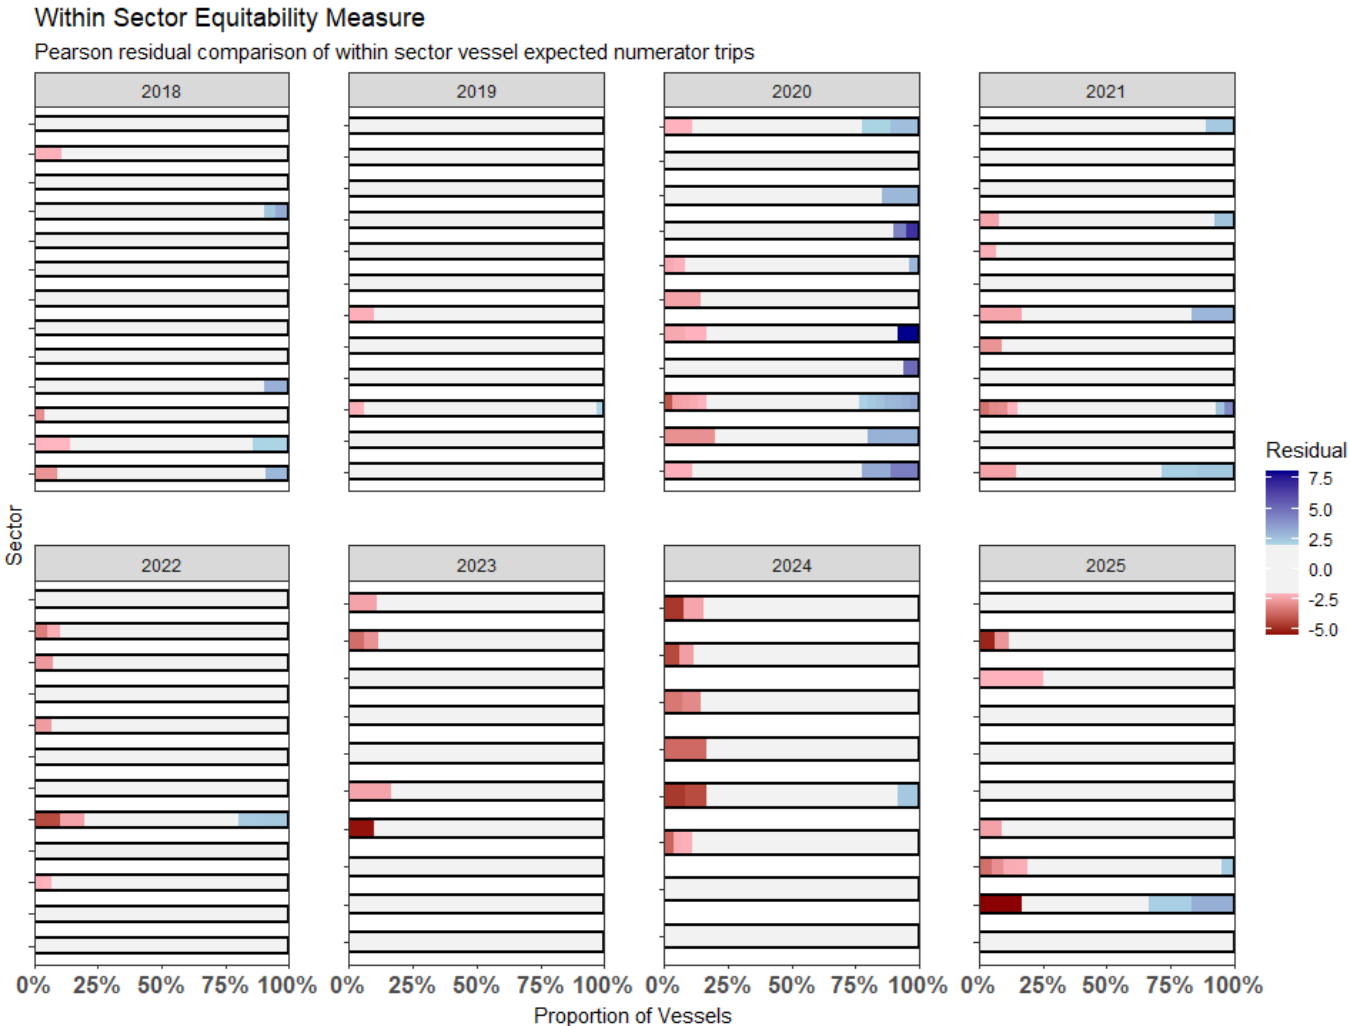 Within Sector Equitability Measure
Pearson residual comparison of within sector vessel expected numerator trips
2018 2019 2020 2021
Sector
2022 2023 2024 2025
0% 25% 50% 75% 100% 0% 25% 50% 75% 100% 0% 25% 50% 75% 100% 0% 25% 50% 75% 100%
Proportion of Vessels
Residual
7.5
5.0
2.5
0.0
-2.5
-5.0